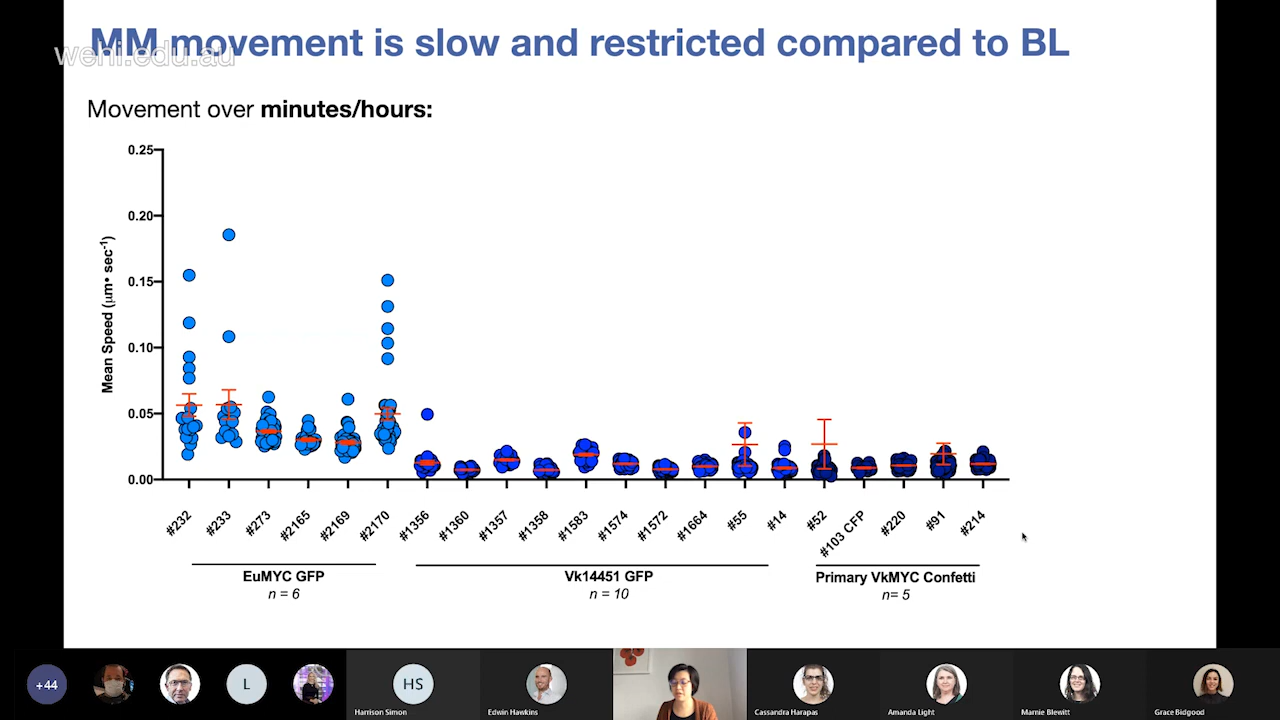 MM movement is slow and restricted compared to BL
wehi.edu.au
Movement over minutes/hours:
Mean Speed (μm• sec-1)
0.25
0.20
0.15
0.10
0.05
0.00
#232 #233 #273 #2165 #2169 #2170 #1356 #1360 #1357 #1358 #1583 #1574 #1572 #1664 #55 #14 #52 #103 CFP #220 #91 #214
EuMYC GFP
n = 6
Vk14451 GFP
n = 10
Primary VkMYC Confetti
n= 5
+44
L
HS
Harrison Simon
Edwin Hawkins
Cassandra Harapas
Amanda Light
Marnie Blewitt
Grace Bidgood